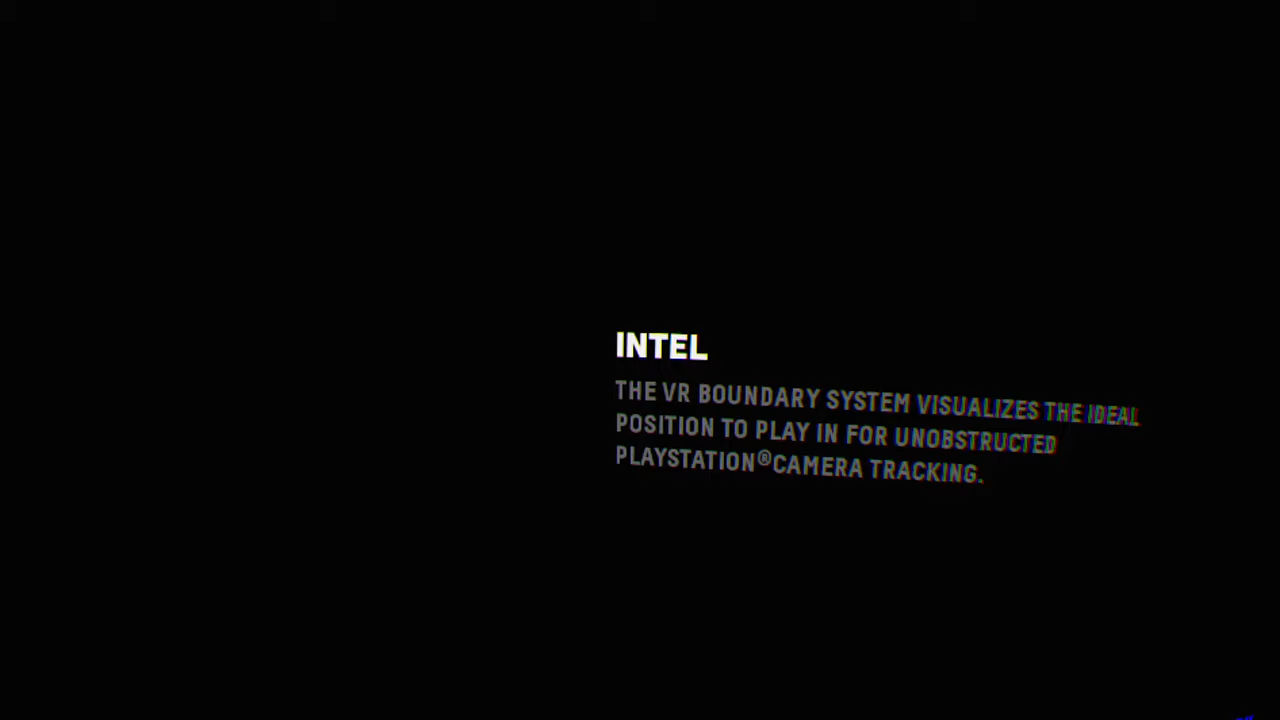 INTEL
THE VR BOUNDARY SYSTEM VISUALIZES THE IDEAL
POSITION TO PLAY IN FOR UNOBSTRUCTED
PLAYSTATION®CAMERA TRACKING.